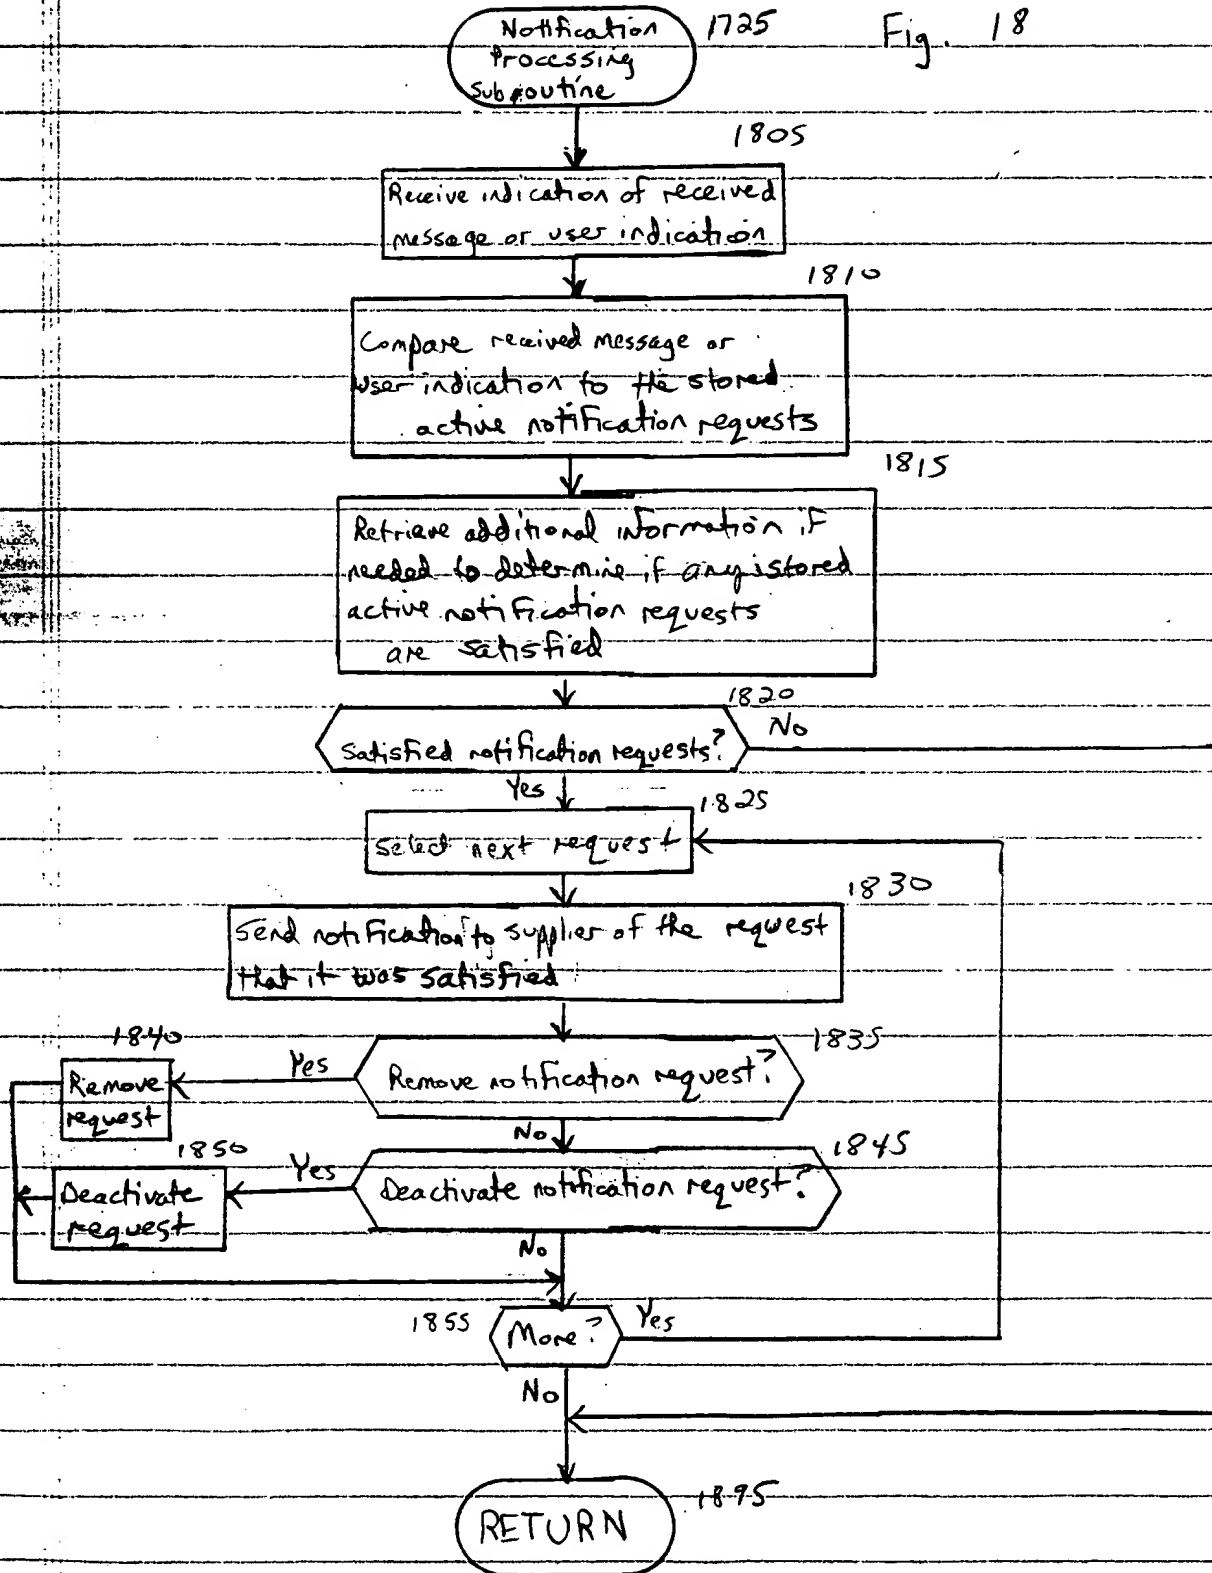 Notification
Processing
Subroutine
1725
Fig. 18
1805
Receive indication of received
message or user indication
1810
Compare received message or
user indication to the stored
active notification requests
1815
Retrieve additional information if
needed to determine if any stored
active notification requests
are satisfied
1820
Satisfied notification requests?
No
Yes
1825
Select next request
1830
Send notification to supplier of the request
that it was satisfied
1835
Remove notification request?
Yes
1840
Remove
request
No
1845
Deactivate notification request?
Yes
1850
Deactivate
request
No
1855
More?
Yes
No
RETURN
1895